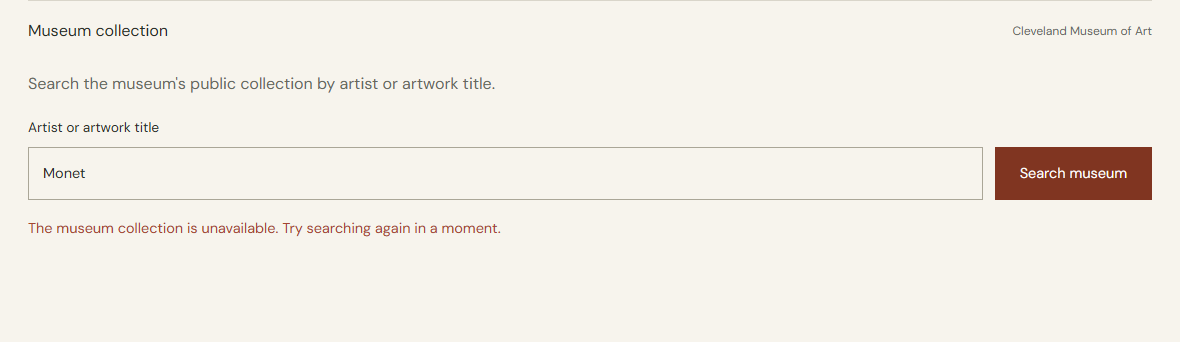 Museum collection
Cleveland Museum of Art
Search the museum's public collection by artist or artwork title.
Artist or artwork title
Monet
Search museum
The museum collection is unavailable. Try searching again in a moment.